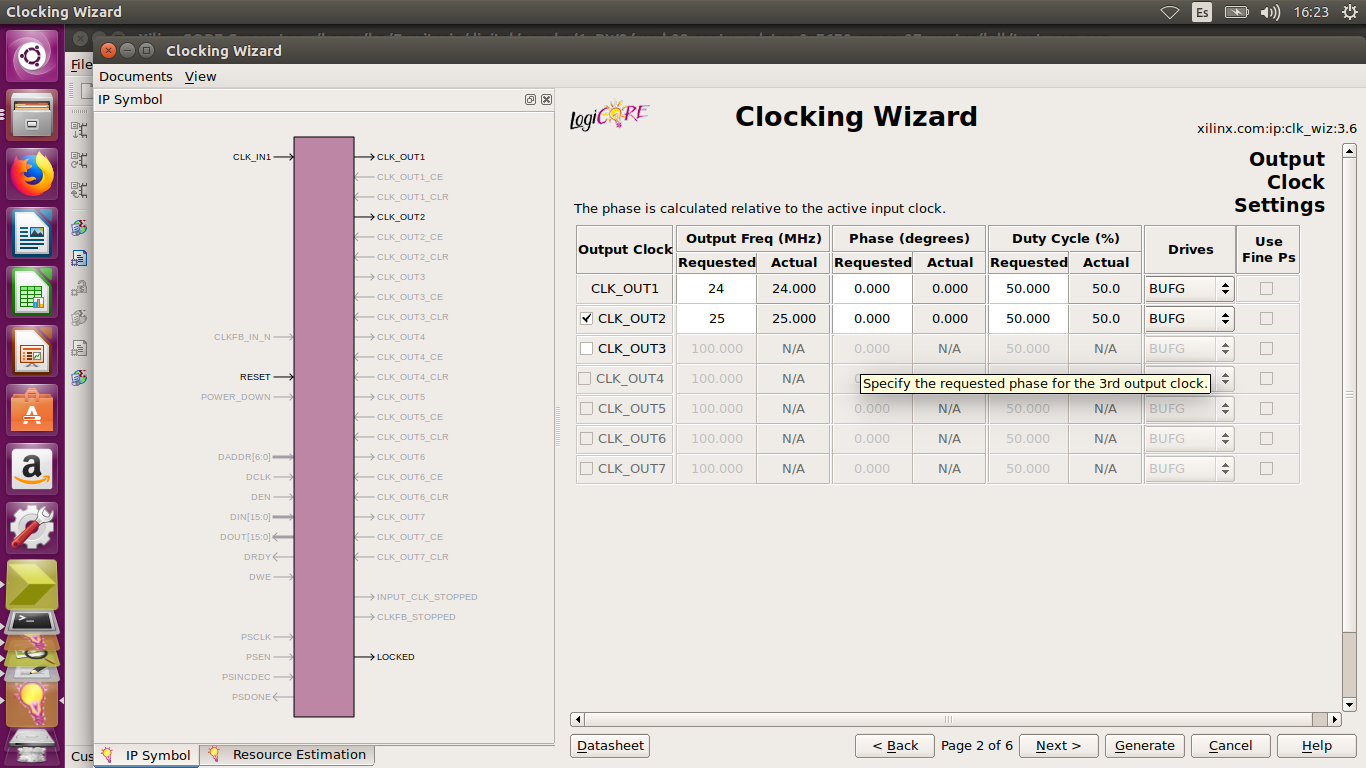 Clocking Wizard
Es
16:23
Clocking Wizard
File
Documents View
IP Symbol
CLK_IN1
CLK_OUT1
CLK_OUT1_CE
CLK_OUT1_CLR
CLK_OUT2
CLK_OUT2_CE
CLK_OUT2_CLR
CLK_OUT3
CLK_OUT3_CE
CLK_OUT3_CLR
CLKFB_IN_N
CLK_OUT4
CLK_OUT4_CE
RESET
CLK_OUT4_CLR
POWER_DOWN
CLK_OUT5
CLK_OUT5_CE
CLK_OUT5_CLR
DADDR[6:0]
CLK_OUT6
DCLK
CLK_OUT6_CE
DEN
CLK_OUT6_CLR
DIN[15:0]
CLK_OUT7
DOUT[15:0]
CLK_OUT7_CE
DRDY
CLK_OUT7_CLR
DWE
INPUT_CLK_STOPPED
CLKFB_STOPPED
PSCLK
PSEN
LOCKED
PSINCDEC
PSDONE
IP Symbol
Resource Estimation
Cus
LogiCORE
Clocking Wizard
xilinx.com:ip:clk_wiz:3.6
Output
Clock
Settings
The phase is calculated relative to the active input clock.
Output Clock Output Freq (MHz) Phase (degrees) Duty Cycle (%) Drives Use Fine Ps
Requested Actual Requested Actual Requested Actual
CLK_OUT1 24 24.000 0.000 0.000 50.000 50.0 BUFG
CLK_OUT2 25 25.000 0.000 0.000 50.000 50.0 BUFG
CLK_OUT3 100.000 N/A 0.000 N/A 50.000 N/A BUFG
CLK_OUT4 100.000 N/A
Specify the requested phase for the 3rd output clock.
CLK_OUT5 100.000 N/A 0.000 N/A 50.000 N/A BUFG
CLK_OUT6 100.000 N/A 0.000 N/A 50.000 N/A BUFG
CLK_OUT7 100.000 N/A 0.000 N/A 50.000 N/A BUFG
Datasheet
< Back
Page 2 of 6
Next >
Generate
Cancel
Help